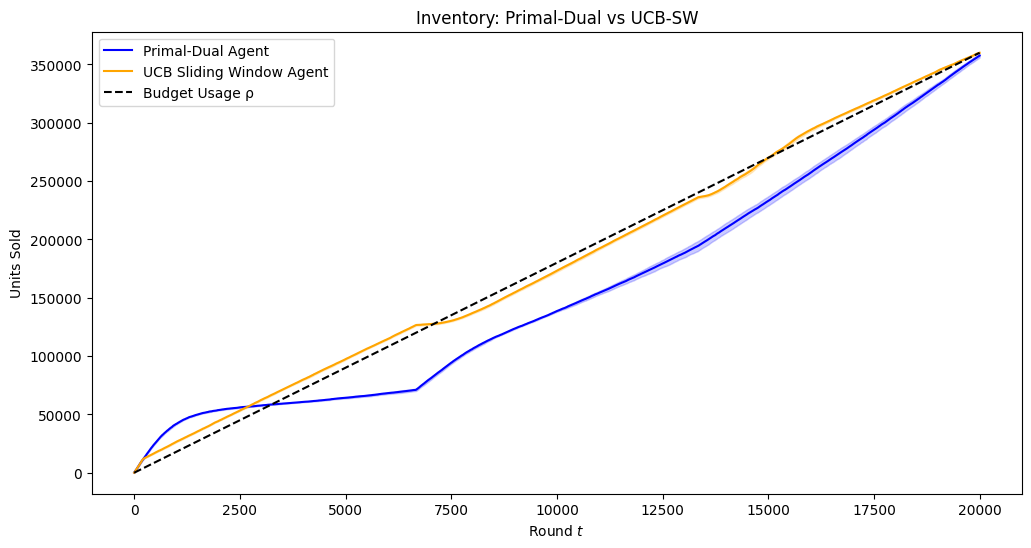 Inventory: Primal-Dual vs UCB-SW
Primal-Dual Agent
UCB Sliding Window Agent
Budget Usage ρ
Units Sold
350000
300000
250000
200000
150000
100000
50000
0
0 2500 5000 7500 10000 12500 15000 17500 20000
Round t